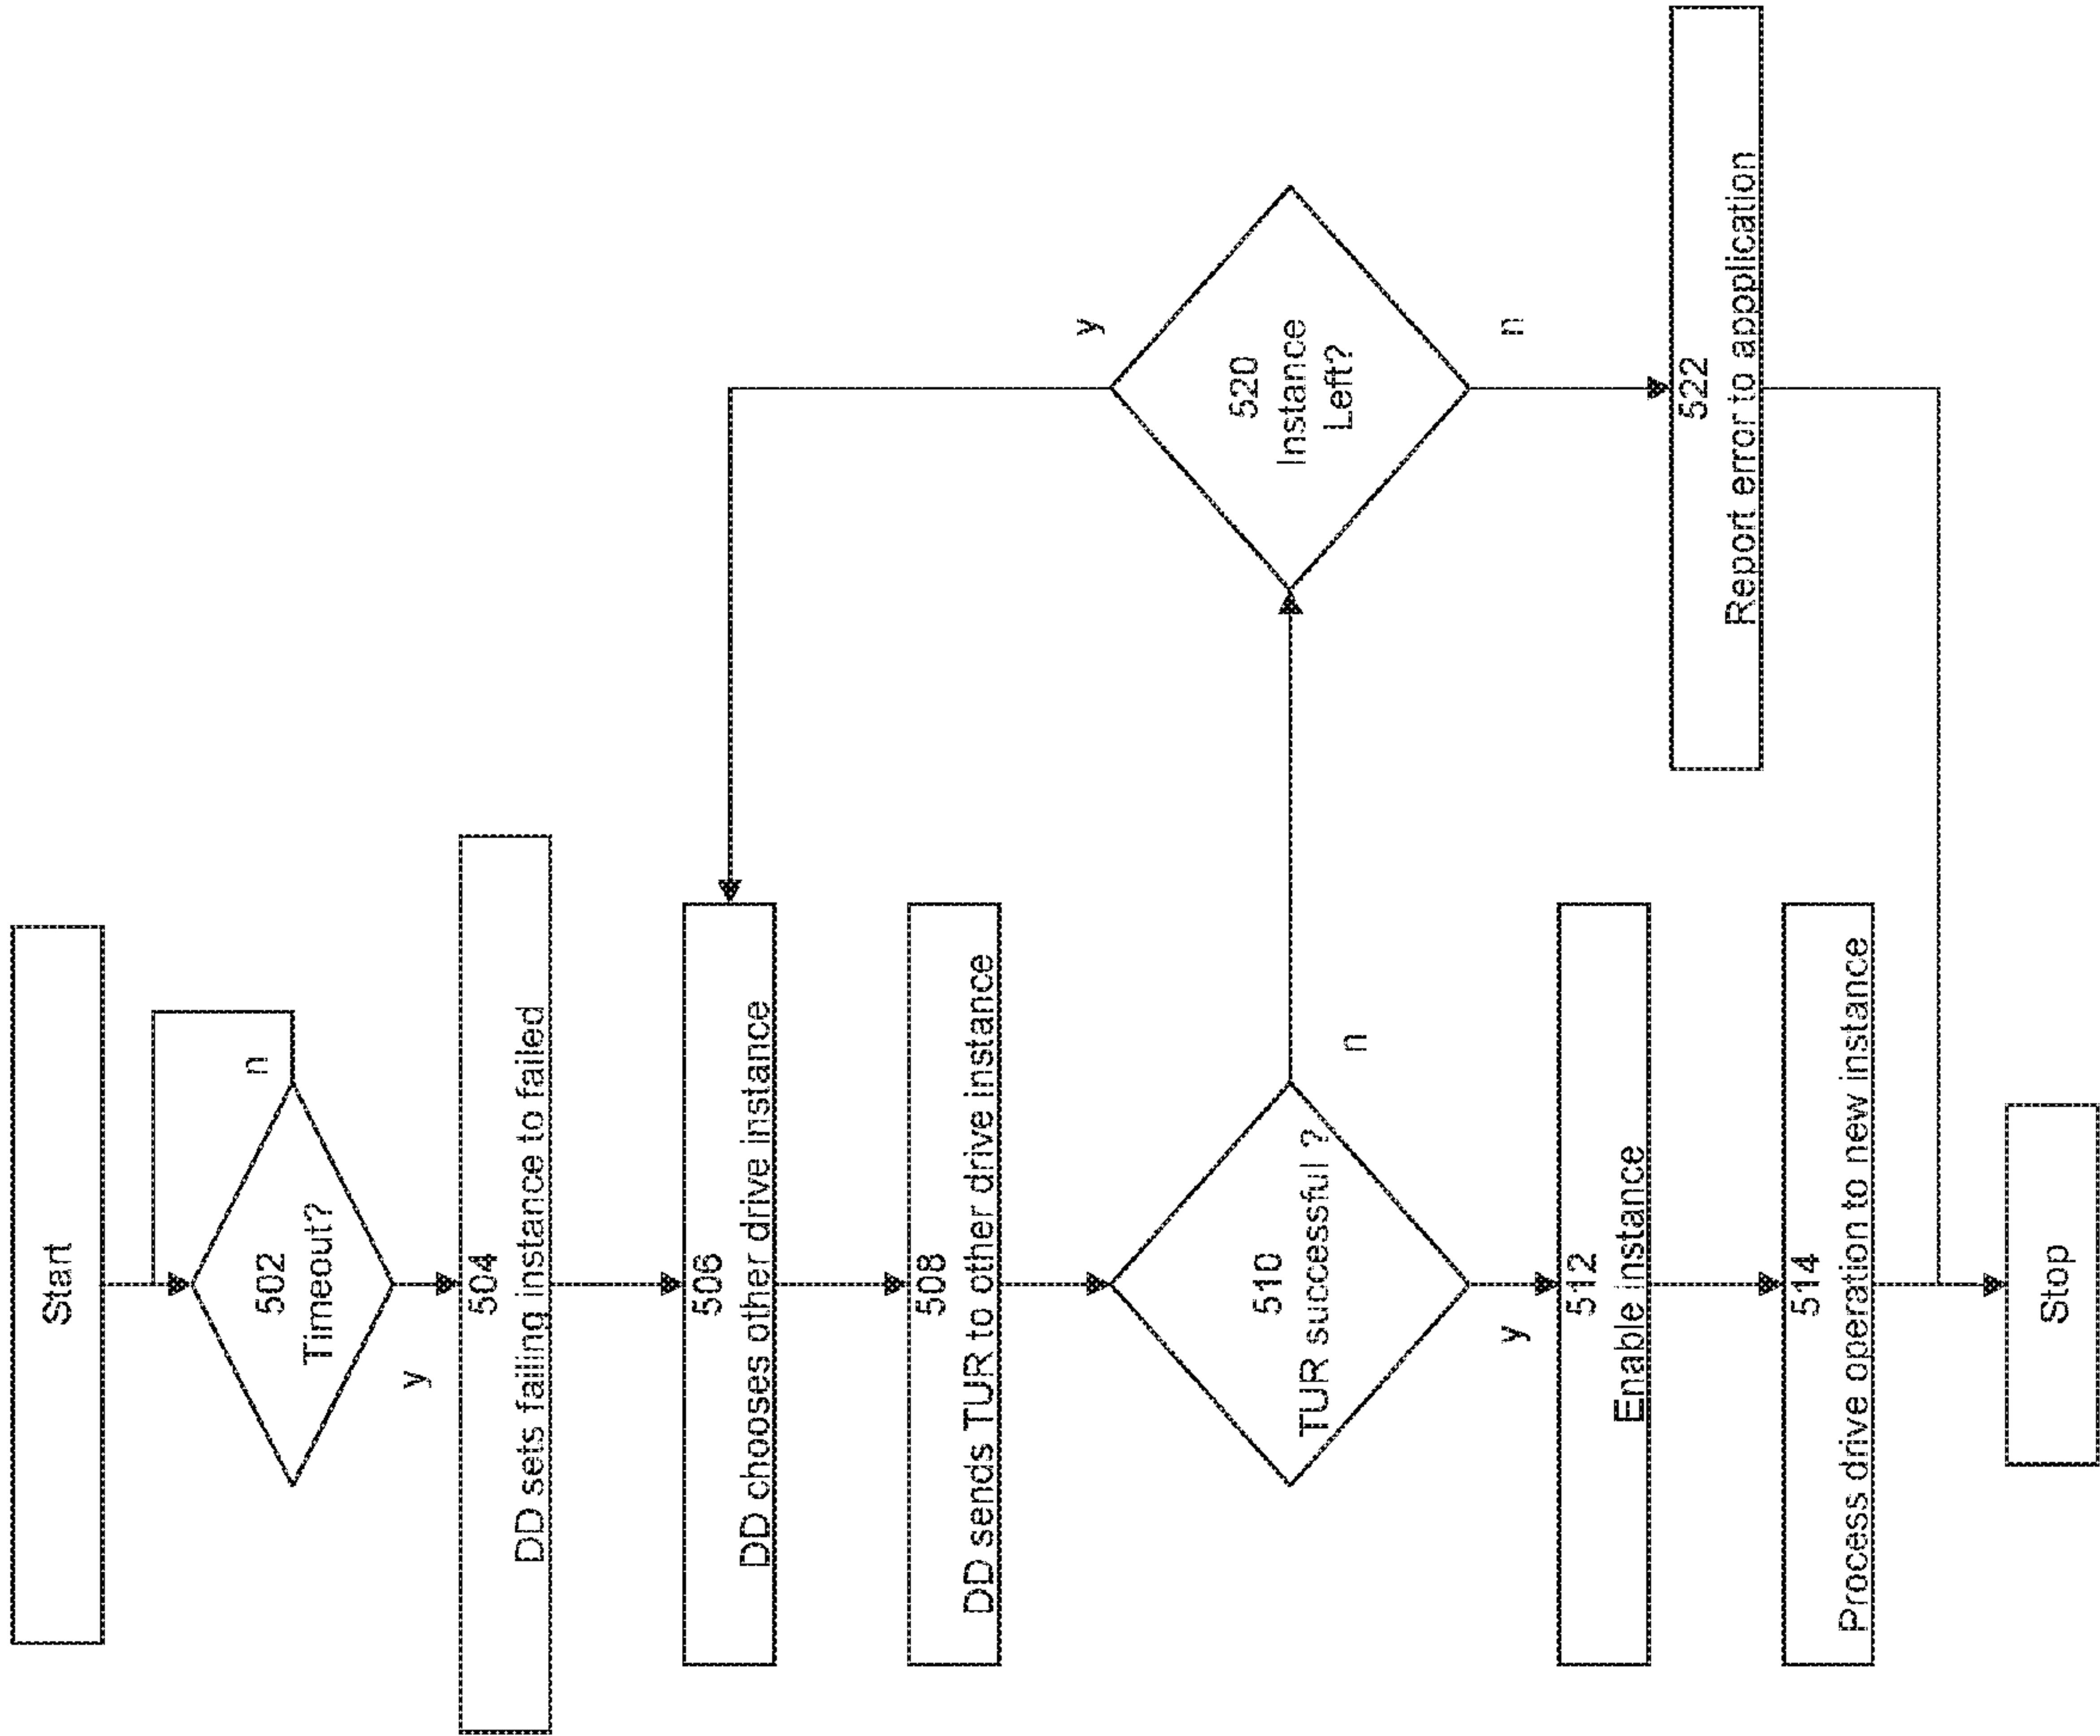 Start
502
Timeout?
n
y
504
DD sets failing instance to failed
506
DD chooses other drive instance
508
DD sends TUR to other drive instance
510
TUR successful ?
n
y
512
Enable instance
514
Process drive operation to new instance
Stop
520
Instance
Left?
y
n
522
Report error to application